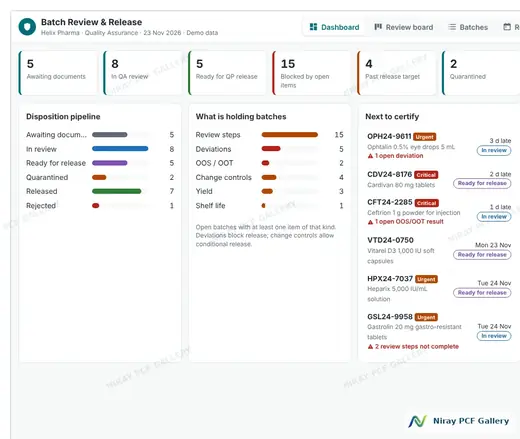 Batch Review & Release
Helix Pharma · Quality Assurance · 23 Nov 2026 · Demo data
Dashboard
Review board
Batches
5
Awaiting documents
8
In QA review
5
Ready for QP release
15
Blocked by open
items
4
Past release target
2
Quarantined
Disposition pipeline
Awaiting docum... 5
In review 8
Ready for release 5
Quarantined 2
Released 7
Rejected 1
What is holding batches
Review steps 15
Deviations 5
OOS / OOT 2
Change controls 4
Yield 3
Shelf life 1
Open batches with at least one item of that kind.
Deviations block release; change controls allow
conditional release.
Next to certify
OPH24-9611 Urgent
Ophtalin 0.5% eye drops 5 mL
1 open deviation
3 d late
In review
CDV24-8176 Critical
Cardivan 80 mg tablets
2 d late
Ready for release
CFT24-2285 Critical
Ceftrion 1 g powder for injection
1 open OOS/OOT result
1 d late
In review
VTD24-0750
Vitarel D3 1,000 IU soft
capsules
Mon 23 Nov
Ready for release
HPX24-7037 Urgent
Heparix 5,000 IU/mL
solution
Tue 24 Nov
Ready for release
GSL24-9958 Urgent
Gastrolin 20 mg gastro-resistant
tablets
2 review steps not complete
Tue 24 Nov
In review
NIRAY PCF GALLERY
Niray PCF Gallery